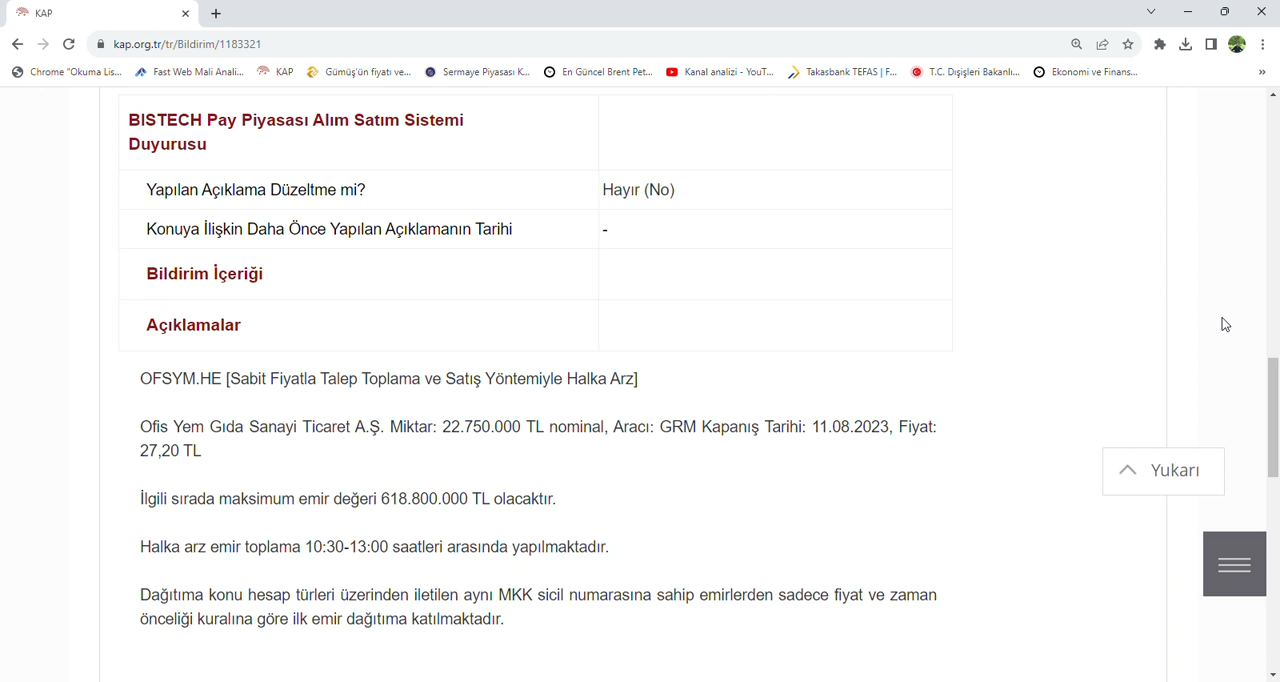 KAP
kap.org.tr/tr/Bildirim/1183321
Chrome "Okuma Lis...
Fast Web Mali Anali...
KAP
Gümüş'ün fiyatı ve...
Sermaye Piyasası K...
En Güncel Brent Pet...
Kanal analizi - YouT...
Takasbank TEFAS | F...
T.C. Dışişleri Bakanlı...
Ekonomi ve Finans...
BISTECH Pay Piyasası Alım Satım Sistemi
Duyurusu
Yapılan Açıklama Düzeltme mi?
Hayır (No)
Konuya İlişkin Daha Önce Yapılan Açıklamanın Tarihi
-
Bildirim İçeriği
Açıklamalar
OFSYM.HE [Sabit Fiyatla Talep Toplama ve Satış Yöntemiyle Halka Arz]
Ofis Yem Gıda Sanayi Ticaret A.Ş. Miktar: 22.750.000 TL nominal, Aracı: GRM Kapanış Tarihi: 11.08.2023, Fiyat:
27,20 TL
İlgili sırada maksimum emir değeri 618.800.000 TL olacaktır.
Halka arz emir toplama 10:30-13:00 saatleri arasında yapılmaktadır.
Dağıtıma konu hesap türleri üzerinden iletilen aynı MKK sicil numarasına sahip emirlerden sadece fiyat ve zaman
önceliği kuralına göre ilk emir dağıtıma katılmaktadır.
Yukarı